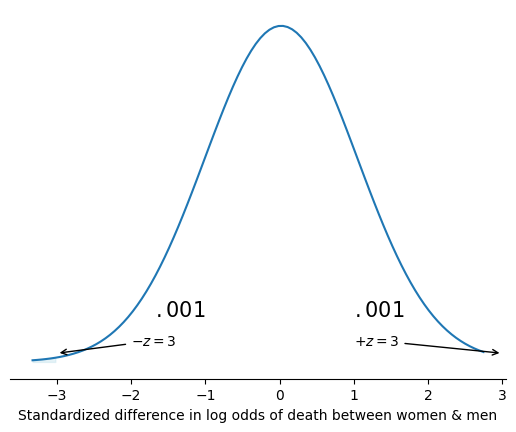 .001 .001
−z = 3 +z = 3
−3 −2 −1 0 1 2 3
Standardized difference in log odds of death between women & men